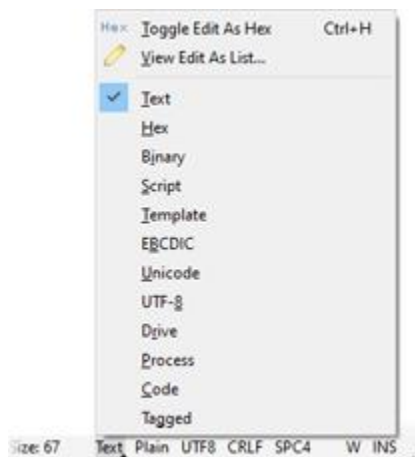 Hex Toggle Edit As Hex Ctrl+H
View Edit As List...
Text
Hex
Binary
Script
Template
EBCDIC
Unicode
UTF-8
Drive
Process
Code
Tagged
Size: 67 Text Plain UTF8 CRLF SPC4 W INS